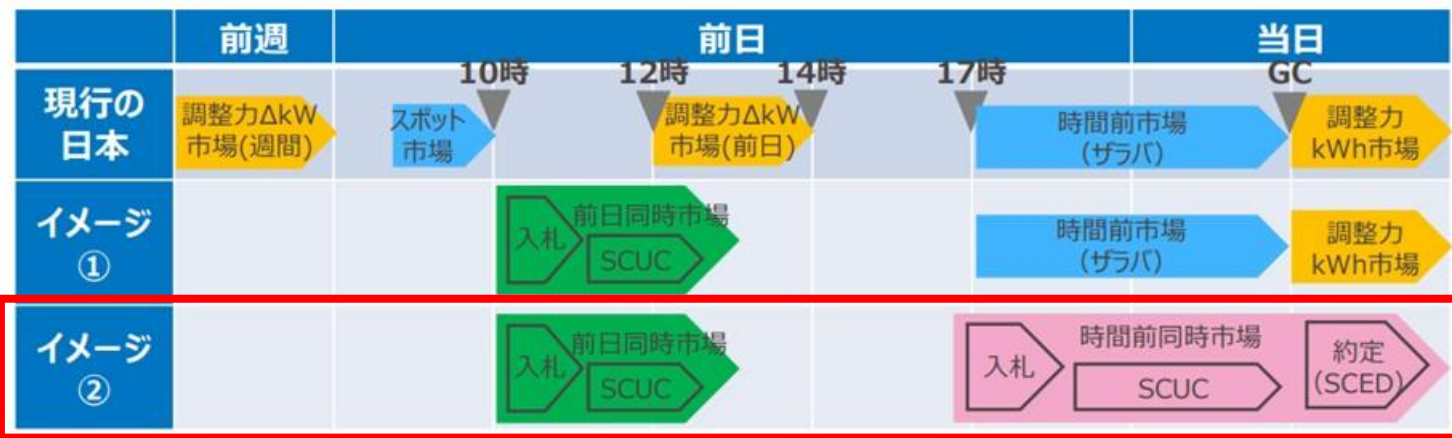 前週 前日 当日
10時 12時 14時 17時 GC
現行の
日本
調整力ΔkW
市場(週間)
スポット
市場
調整力ΔkW
市場(前日)
時間前市場
(ザラバ)
調整力
kWh市場
イメージ
①
前日同時市場
入札
SCUC
時間前市場
(ザラバ)
調整力
kWh市場
イメージ
②
前日同時市場
入札
SCUC
時間前同時市場
入札
SCUC
約定
(SCED)